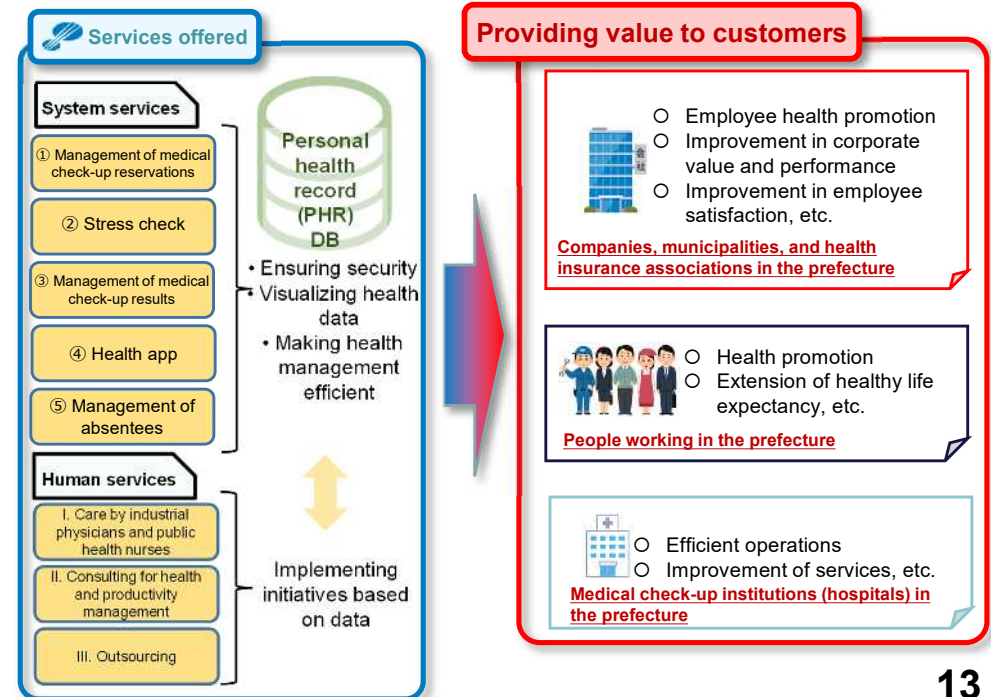 Services offered
System services
① Management of medical
check-up reservations
② Stress check
③ Management of medical
check-up results
④ Health app
⑤ Management of
absentees
Personal
health
record
(PHR)
DB
• Ensuring security
• Visualizing health
data
• Making health
management
efficient
Human services
I. Care by industrial
physicians and public
health nurses
II. Consulting for health
and productivity
management
III. Outsourcing
Implementing
initiatives based
on data
Providing value to customers
○ Employee health promotion
○ Improvement in corporate
value and performance
○ Improvement in employee
satisfaction, etc.
Companies, municipalities, and health
insurance associations in the prefecture
○ Health promotion
○ Extension of healthy life
expectancy, etc.
People working in the prefecture
○ Efficient operations
○ Improvement of services, etc.
Medical check-up institutions (hospitals) in
the prefecture
13